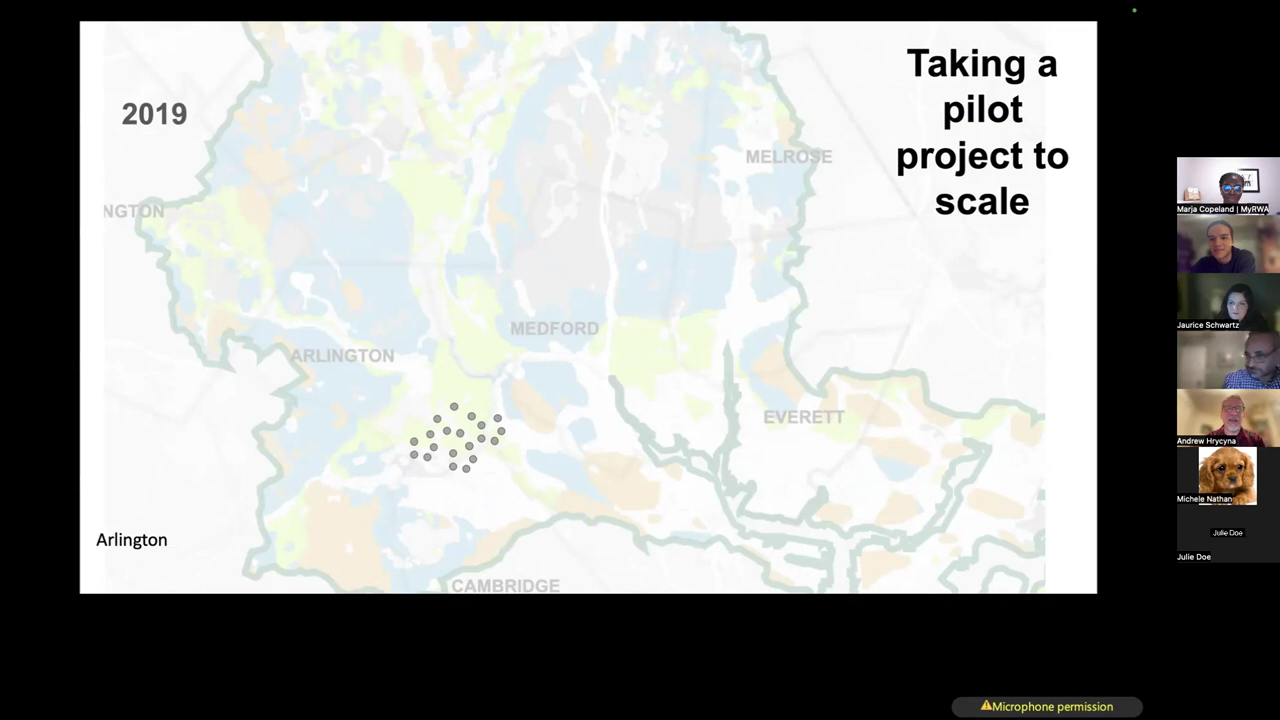 Taking a
pilot
project to
scale
2019
MELROSE
NGTON
MEDFORD
ARLINGTON
EVERETT
Arlington
CAMBRIDGE
Marja Copeland | MyRWA
Jaurice Schwartz
Andrew Hrycyna
Michele Nathan
Julie Doe
Julie Doe
Microphone permission